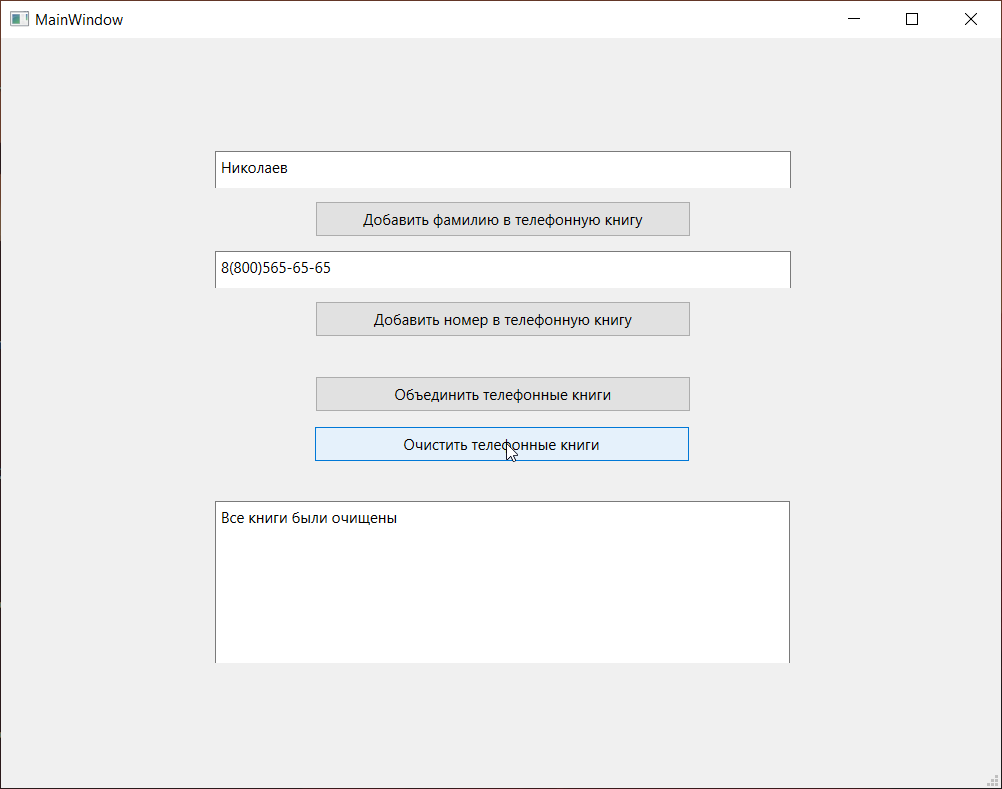 MainWindow
Николаев
Добавить фамилию в телефонную книгу
8(800)565-65-65
Добавить номер в телефонную книгу
Объединить телефонные книги
Очистить телефонные книги
Все книги были очищены